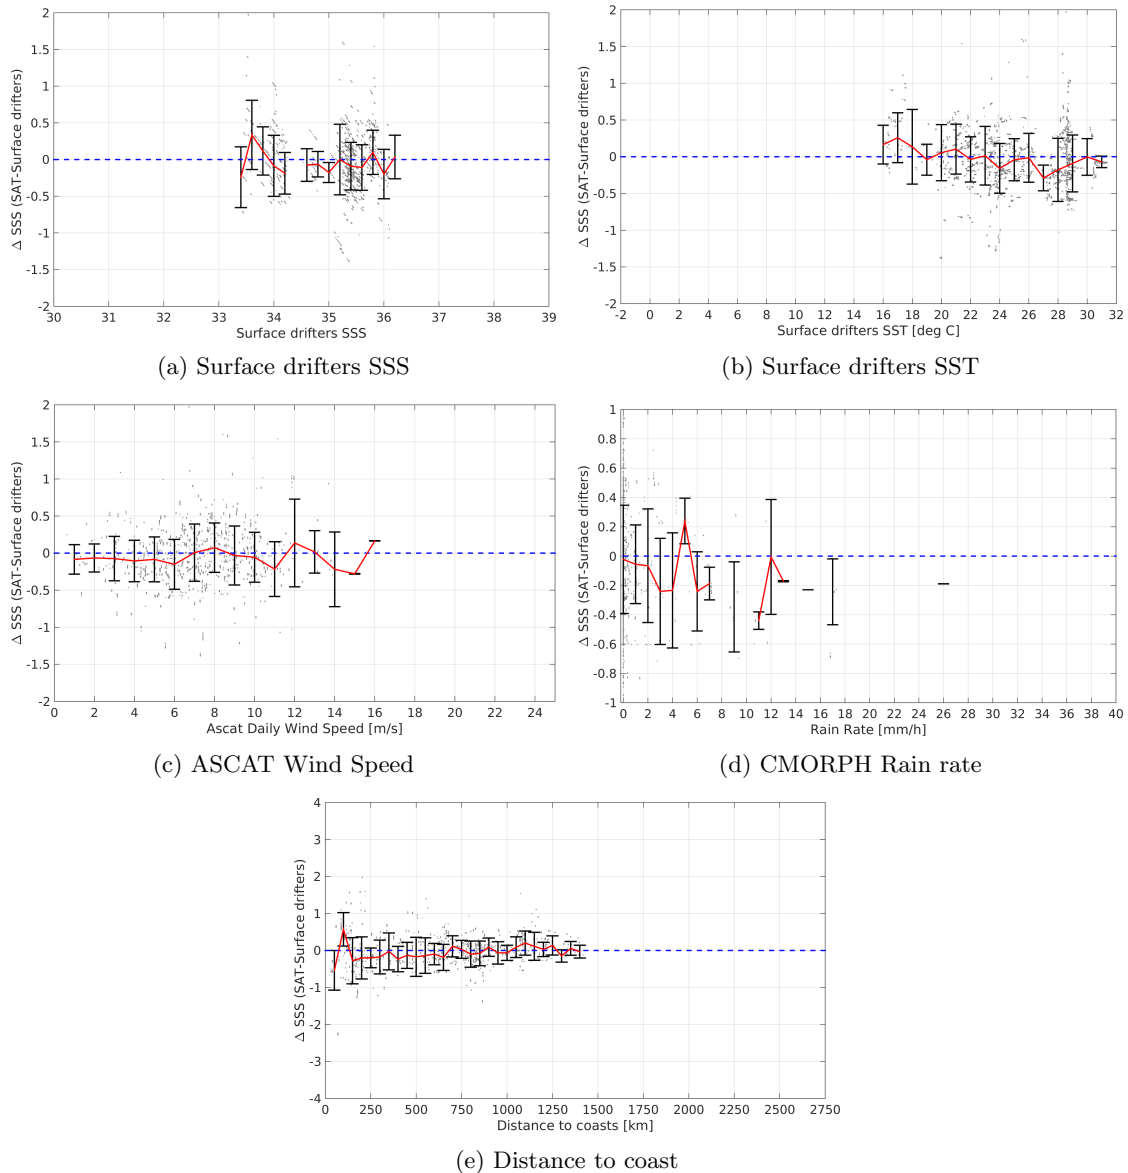 2
1.5
1
0.5
0
-0.5
-1
-1.5
-2
30 31 32 33 34 35 36 37 38 39
Δ SSS (SAT-Surface drifters)
Surface drifters SSS
(a) Surface drifters SSS
2
1.5
1
0.5
0
-0.5
-1
-1.5
-2
-2 0 2 4 6 8 10 12 14 16 18 20 22 24 26 28 30 32
Δ SSS (SAT-Surface drifters)
Surface drifters SST [deg C]
(b) Surface drifters SST
2
1.5
1
0.5
0
-0.5
-1
-1.5
-2
0 2 4 6 8 10 12 14 16 18 20 22 24
Δ SSS (SAT-Surface drifters)
Ascat Daily Wind Speed [m/s]
(c) ASCAT Wind Speed
1
0.8
0.6
0.4
0.2
0
-0.2
-0.4
-0.6
-0.8
-1
0 2 4 6 8 10 12 14 16 18 20 22 24 26 28 30 32 34 36 38 40
Δ SSS (SAT-Surface drifters)
Rain Rate [mm/h]
(d) CMORPH Rain rate
4
3
2
1
0
-1
-2
-3
-4
0 250 500 750 1000 1250 1500 1750 2000 2250 2500 2750
Δ SSS (SAT-Surface drifters)
Distance to coasts [km]
(e) Distance to coast